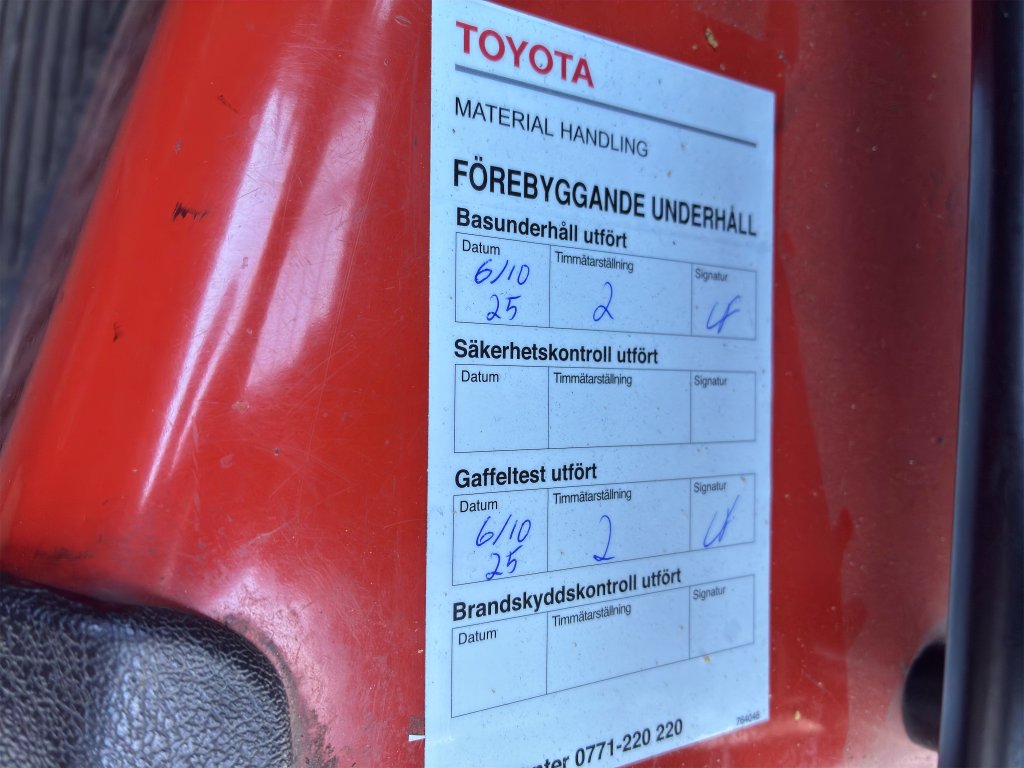 TOYOTA
MATERIAL HANDLING
FÖREBYGGANDE UNDERHÅLL
Basunderhåll utfört
Datum Timmätarställning Signatur
6/10 2
25
Säkerhetskontroll utfört
Datum Timmätarställning Signatur
Gaffeltest utfört
Datum Timmätarställning Signatur
6/10 2
25
Brandskyddskontroll utfört
Datum Timmätarställning Signatur
764046
0771-220 220